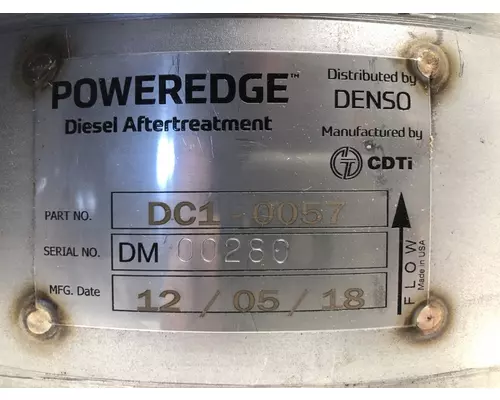 POWEREDGE™
Diesel Aftertreatment
Distributed by
DENSO
Manufactured by
CDTi
PART NO. DC1-0057
SERIAL NO. DM 00280
MFG. Date 12 / 05 / 18
FLOW
Made in USA